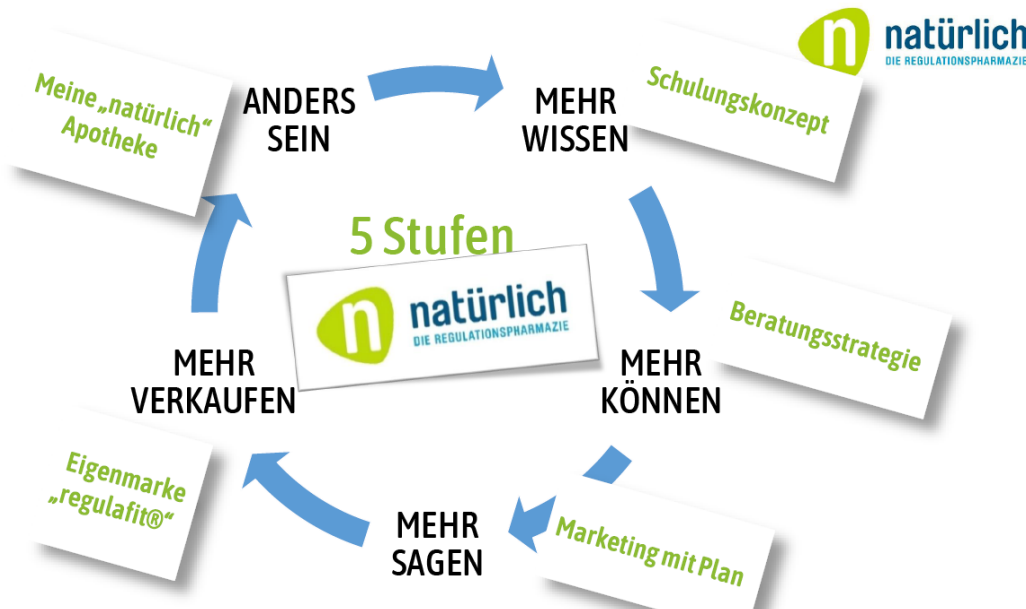 natürlich
DIE REGULATIONSPHARMAZIE
Meine „natürlich“
Apotheke
ANDERS
SEIN
MEHR
WISSEN
Schulungskonzept
5 Stufen
natürlich
DIE REGULATIONSPHARMAZIE
Beratungsstrategie
MEHR
KÖNNEN
MEHR
VERKAUFEN
Eigenmarke
„regulafit®“
MEHR
SAGEN
Marketing mit Plan